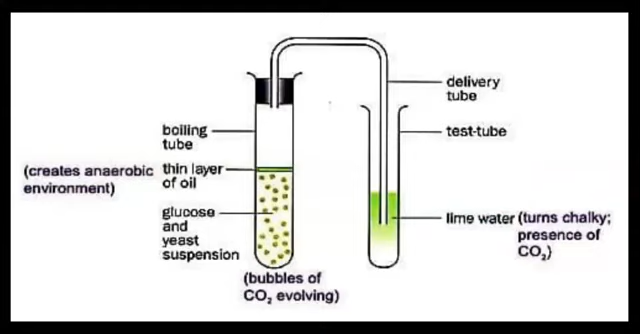 delivery
tube
boiling
tube
test-tube
(creates anaerobic
environment)
thin layer
of oil
glucose
and
yeast
suspension
lime water (turns chalky;
presence of
CO₂)
(bubbles of
CO₂ evolving)